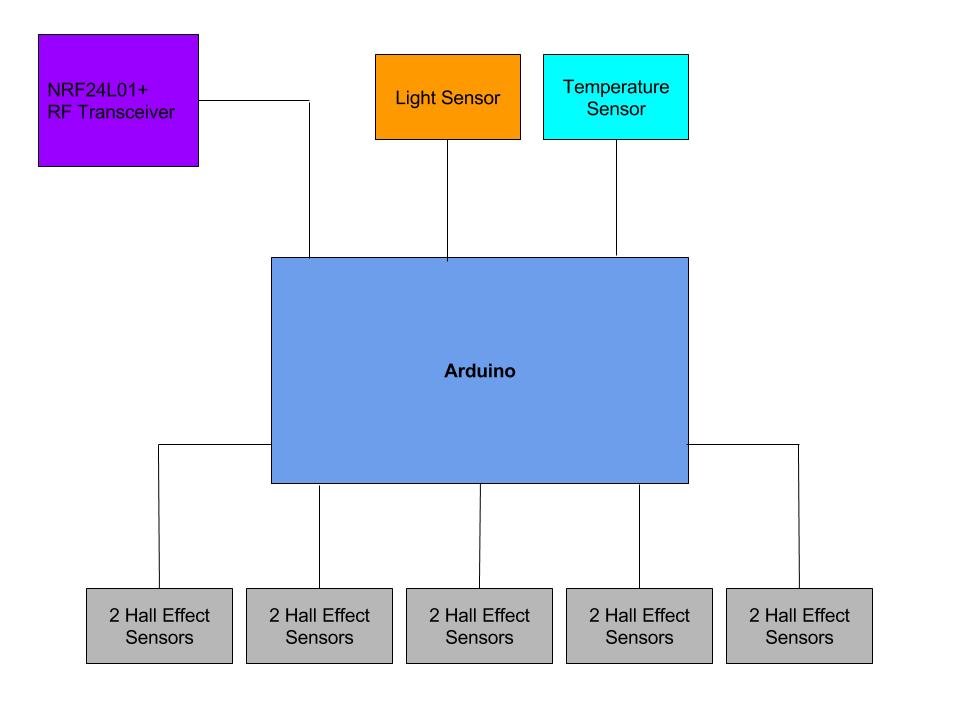 NRF24L01+
RF Transceiver
Light Sensor
Temperature
Sensor
Arduino
2 Hall Effect
Sensors
2 Hall Effect
Sensors
2 Hall Effect
Sensors
2 Hall Effect
Sensors
2 Hall Effect
Sensors